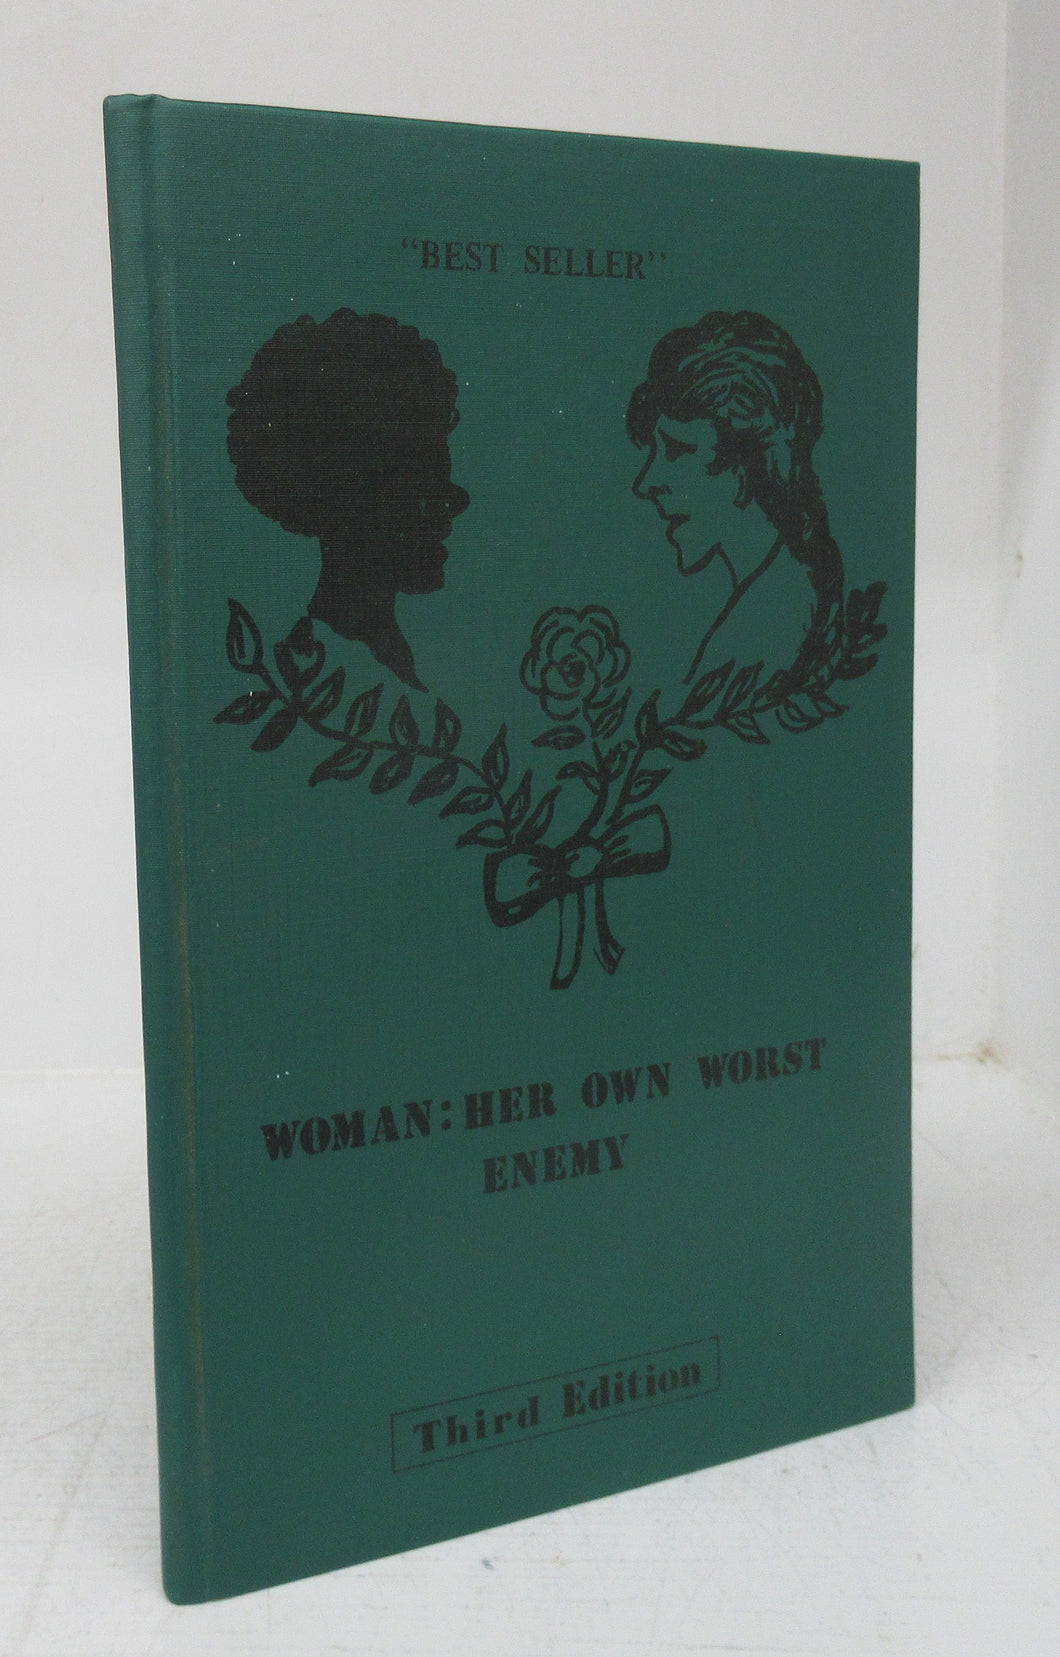 “BEST SELLER”
WOMAN: HER OWN WORST
ENEMY
Third Edition